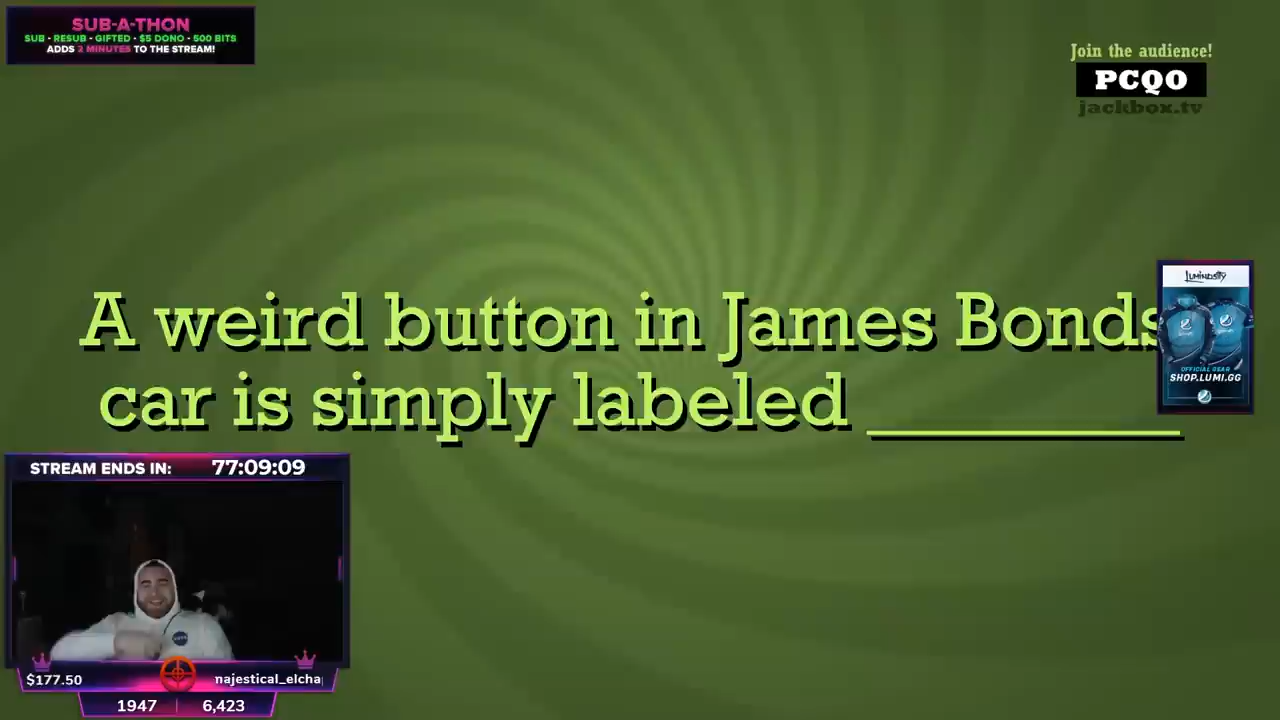 SUB-A-THON
SUB - RESUB - GIFTED - $5 DONO - 500 BITS
ADDS 2 MINUTES TO THE STREAM!
Join the audience!
PCQO
jackbox.tv
A weird button in James Bonds
car is simply labeled ________
LUMINOSITY
OFFICIAL GEAR
SHOP.LUMI.GG
STREAM ENDS IN: 77:09:09
$177.50
najestical_elcha
1947 | 6,423